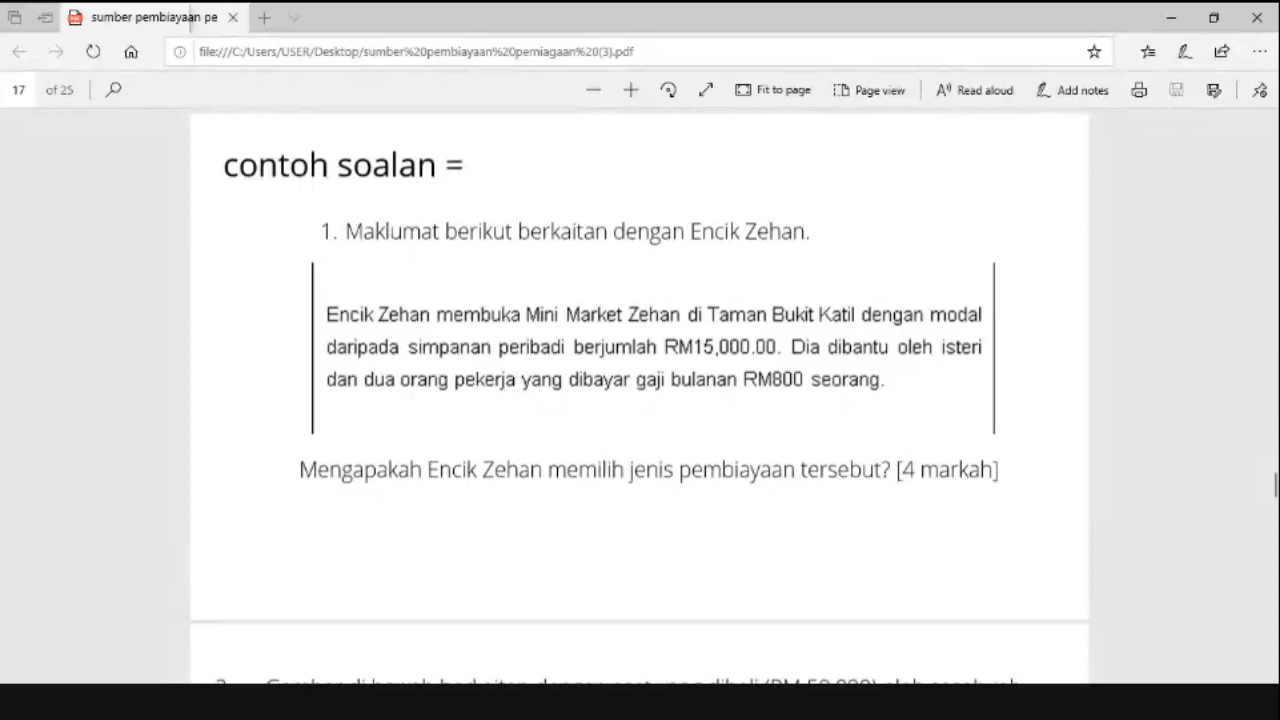 sumber pembiayaan pe
file:///C:/Users/USER/Desktop/sumber%20pembiayaan%20perniagaan%20(3).pdf
17 of 25 Fit to page Page view Read aloud Add notes
contoh soalan =
1. Maklumat berikut berkaitan dengan Encik Zehan.
Encik Zehan membuka Mini Market Zehan di Taman Bukit Katil dengan modal
daripada simpanan peribadi berjumlah RM15,000.00. Dia dibantu oleh isteri
dan dua orang pekerja yang dibayar gaji bulanan RM800 seorang.
Mengapakah Encik Zehan memilih jenis pembiayaan tersebut? [4 markah]